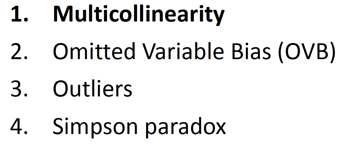 1. Multicollinearity
2. Omitted Variable Bias (OVB)
3. Outliers
4. Simpson paradox